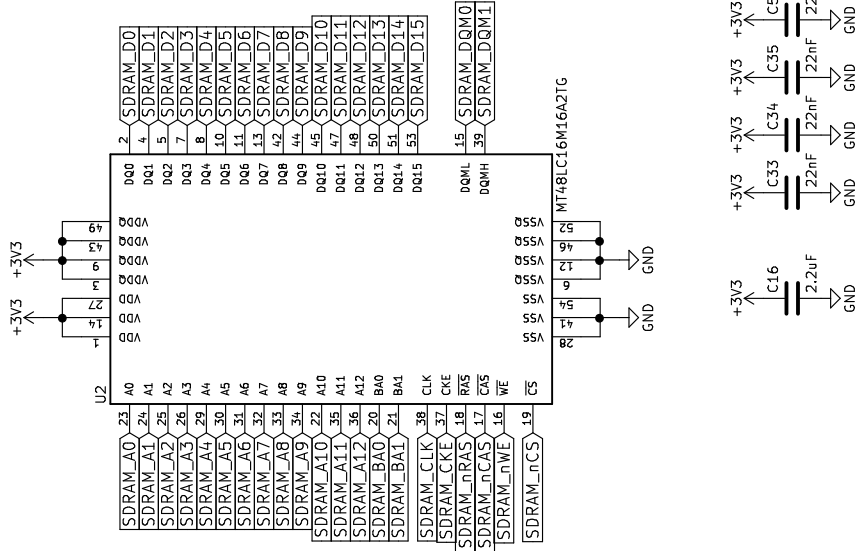 SDRAM_D0
SDRAM_D1
SDRAM_D2
SDRAM_D3
SDRAM_D4
SDRAM_D5
SDRAM_D6
SDRAM_D7
SDRAM_D8
SDRAM_D9
SDRAM_D10
SDRAM_D11
SDRAM_D12
SDRAM_D13
SDRAM_D14
SDRAM_D15
SDRAM_DQM0
SDRAM_DQM1
2
4
5
7
8
10
11
13
42
44
45
47
48
50
51
53
15
39
DQ0
DQ1
DQ2
DQ3
DQ4
DQ5
DQ6
DQ7
DQ8
DQ9
DQ10
DQ11
DQ12
DQ13
DQ14
DQ15
DQML
DQMH
MT48LC16M16A2TG
+3V3
49
VDDQ
43
VDDQ
9
VDDQ
3
VDDQ
+3V3
27
VDD
14
VDD
1
VDD
VSSQ
52
VSSQ
46
VSSQ
12
VSSQ
6
GND
VSS
54
VSS
41
VSS
28
GND
U2
A0
A1
A2
A3
A4
A5
A6
A7
A8
A9
A10
A11
A12
BA0
BA1
CLK
CKE
RAS
CAS
WE
CS
23
24
25
26
29
30
31
32
33
34
22
35
36
20
21
38
37
18
17
16
19
SDRAM_A0
SDRAM_A1
SDRAM_A2
SDRAM_A3
SDRAM_A4
SDRAM_A5
SDRAM_A6
SDRAM_A7
SDRAM_A8
SDRAM_A9
SDRAM_A10
SDRAM_A11
SDRAM_A12
SDRAM_BA0
SDRAM_BA1
SDRAM_CLK
SDRAM_CKE
SDRAM_nRAS
SDRAM_nCAS
SDRAM_nWE
SDRAM_nCS
+3V3
GND
+3V3
C35
22nF
GND
+3V3
C34
22nF
GND
+3V3
C33
22nF
GND
+3V3
C16
2.2uF
GND